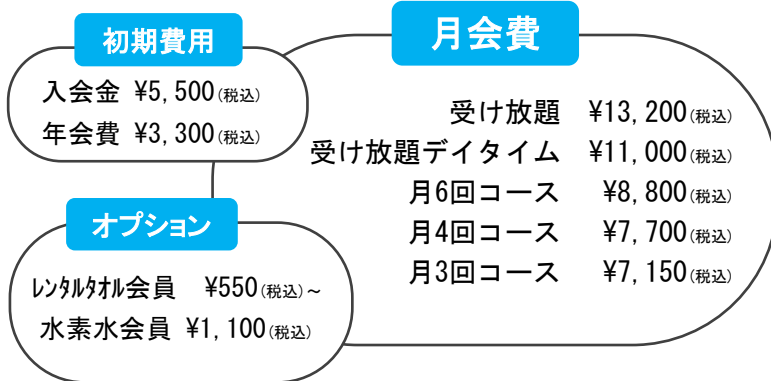 初期費用
入会金 ¥5,500(税込)
年会費 ¥3,300(税込)
月会費
受け放題 ¥13,200(税込)
受け放題デイタイム ¥11,000(税込)
月6回コース ¥8,800(税込)
月4回コース ¥7,700(税込)
月3回コース ¥7,150(税込)
オプション
ﾚﾝﾀﾙﾀｵﾙ会員 ¥550(税込)~
水素水会員 ¥1,100(税込)